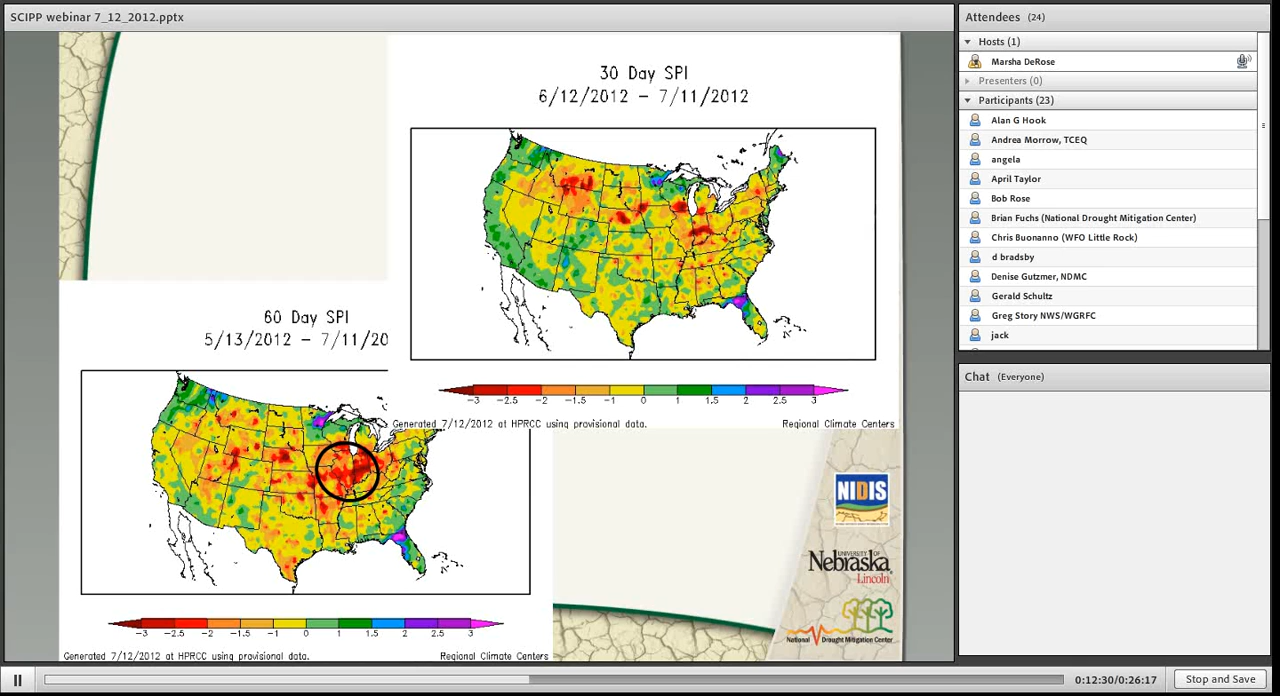 SCIPP webinar 7_12_2012.pptx
30 Day SPI
6/12/2012 – 7/11/2012
-3 -2.5 -2 -1.5 -1 0 1 1.5 2 2.5 3
Generated 7/12/2012 at HPRCC using provisional data. Regional Climate Centers
60 Day SPI
5/13/2012 – 7/11/20
-3 -2.5 -2 -1.5 -1 0 1 1.5 2 2.5 3
Generated 7/12/2012 at HPRCC using provisional data. Regional Climate Centers
NIDIS
UNIVERSITY OF
Nebraska
Lincoln
National Drought Mitigation Center
Attendees (24)
Hosts (1)
Marsha DeRose
Presenters (0)
Participants (23)
Alan G Hook
Andrea Morrow, TCEQ
angela
April Taylor
Bob Rose
Brian Fuchs (National Drought Mitigation Center)
Chris Buonanno (WFO Little Rock)
d bradsby
Denise Gutzmer, NDMC
Gerald Schultz
Greg Story NWS/WGRFC
jack
Chat (Everyone)
0:12:30/0:26:17
Stop and Save